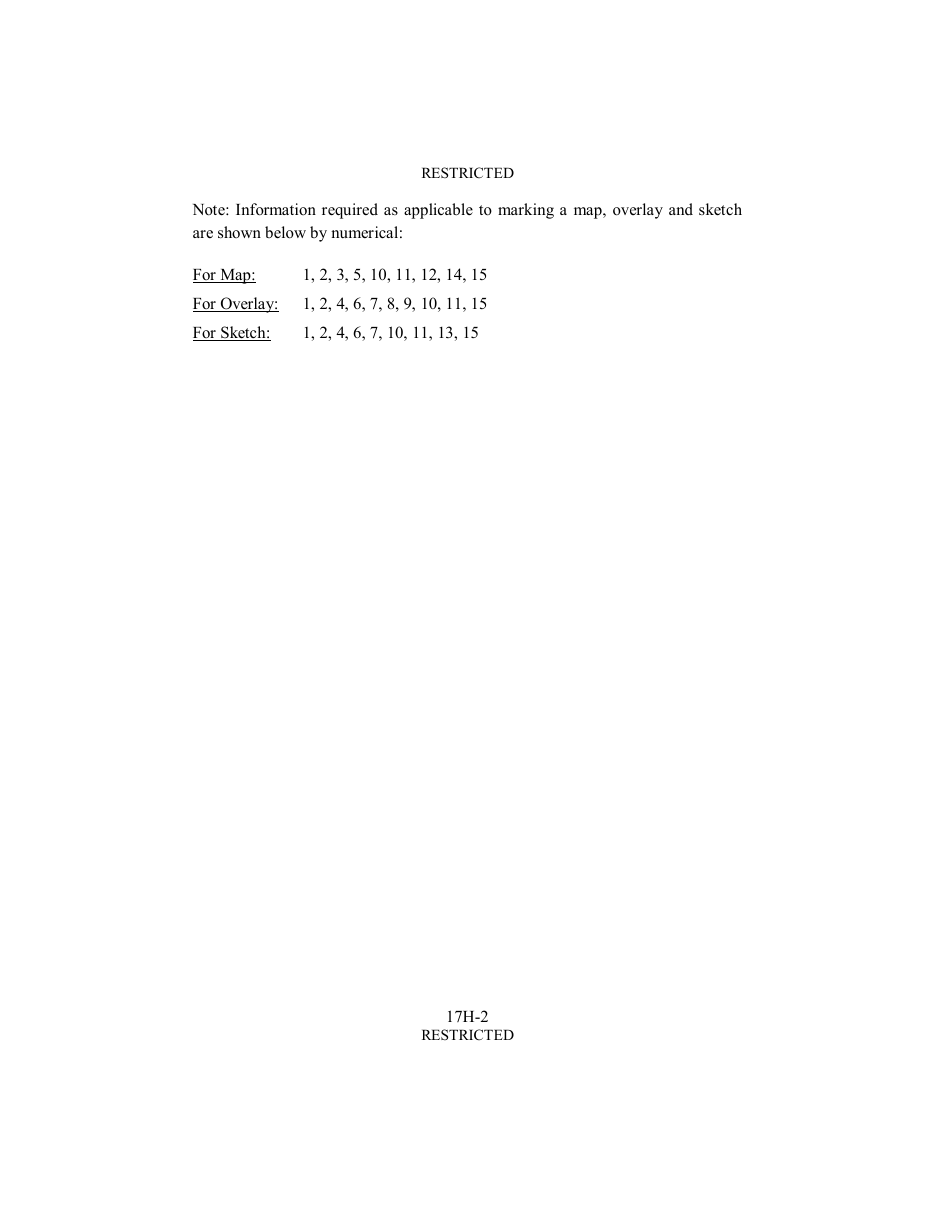 RESTRICTED
Note: Information required as applicable to marking a map, overlay and sketch
are shown below by numerical:
For Map: 1, 2, 3, 5, 10, 11, 12, 14, 15
For Overlay: 1, 2, 4, 6, 7, 8, 9, 10, 11, 15
For Sketch: 1, 2, 4, 6, 7, 10, 11, 13, 15
17H-2
RESTRICTED